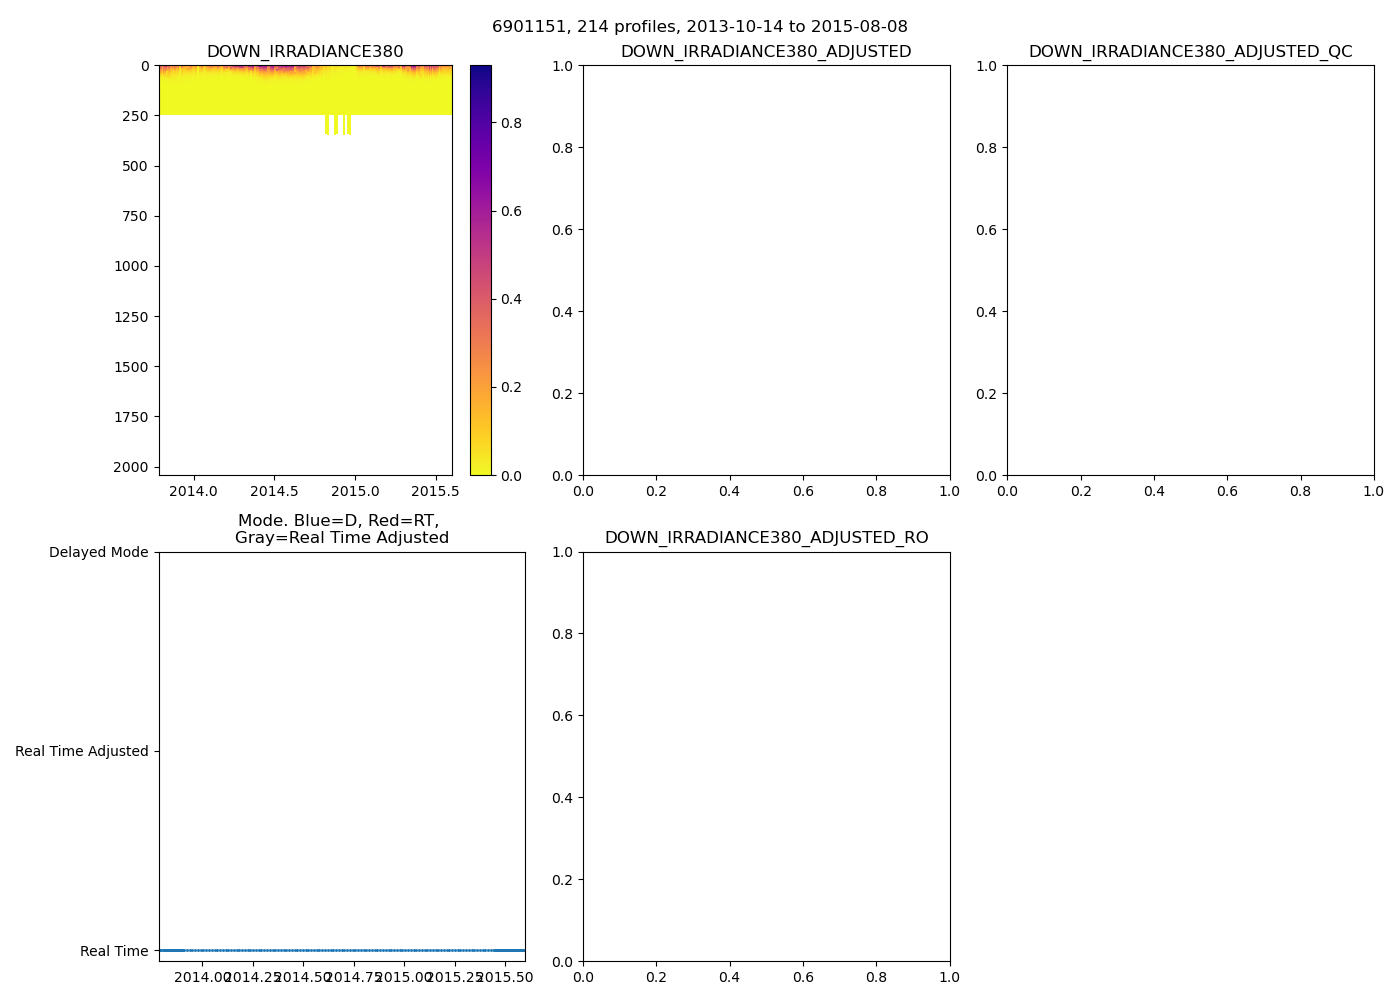 6901151, 214 profiles, 2013-10-14 to 2015-08-08
DOWN_IRRADIANCE380
0
250
500
750
1000
1250
1500
1750
2000
2014.0 2014.5 2015.0 2015.5
0.8
0.6
0.4
0.2
0.0
DOWN_IRRADIANCE380_ADJUSTED
1.0
0.8
0.6
0.4
0.2
0.0
0.0 0.2 0.4 0.6 0.8 1.0
DOWN_IRRADIANCE380_ADJUSTED_QC
1.0
0.8
0.6
0.4
0.2
0.0
0.0 0.2 0.4 0.6 0.8 1.0
Mode. Blue=D, Red=RT,
Gray=Real Time Adjusted
Delayed Mode
Real Time Adjusted
Real Time
2014.00 2014.25 2014.50 2014.75 2015.00 2015.25 2015.50
DOWN_IRRADIANCE380_ADJUSTED_RO
1.0
0.8
0.6
0.4
0.2
0.0
0.0 0.2 0.4 0.6 0.8 1.0